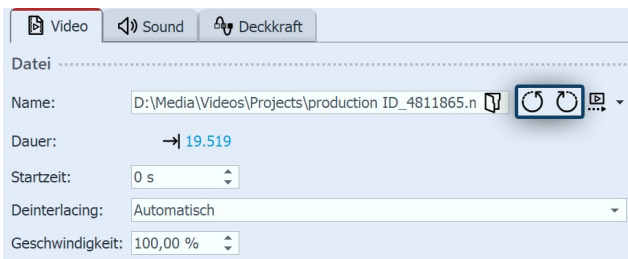 Video Sound Deckkraft
Datei
Name: D:\Media\Videos\Projects\production ID_4811865.n
Dauer: 19.519
Startzeit: 0 s
Deinterlacing: Automatisch
Geschwindigkeit: 100,00 %